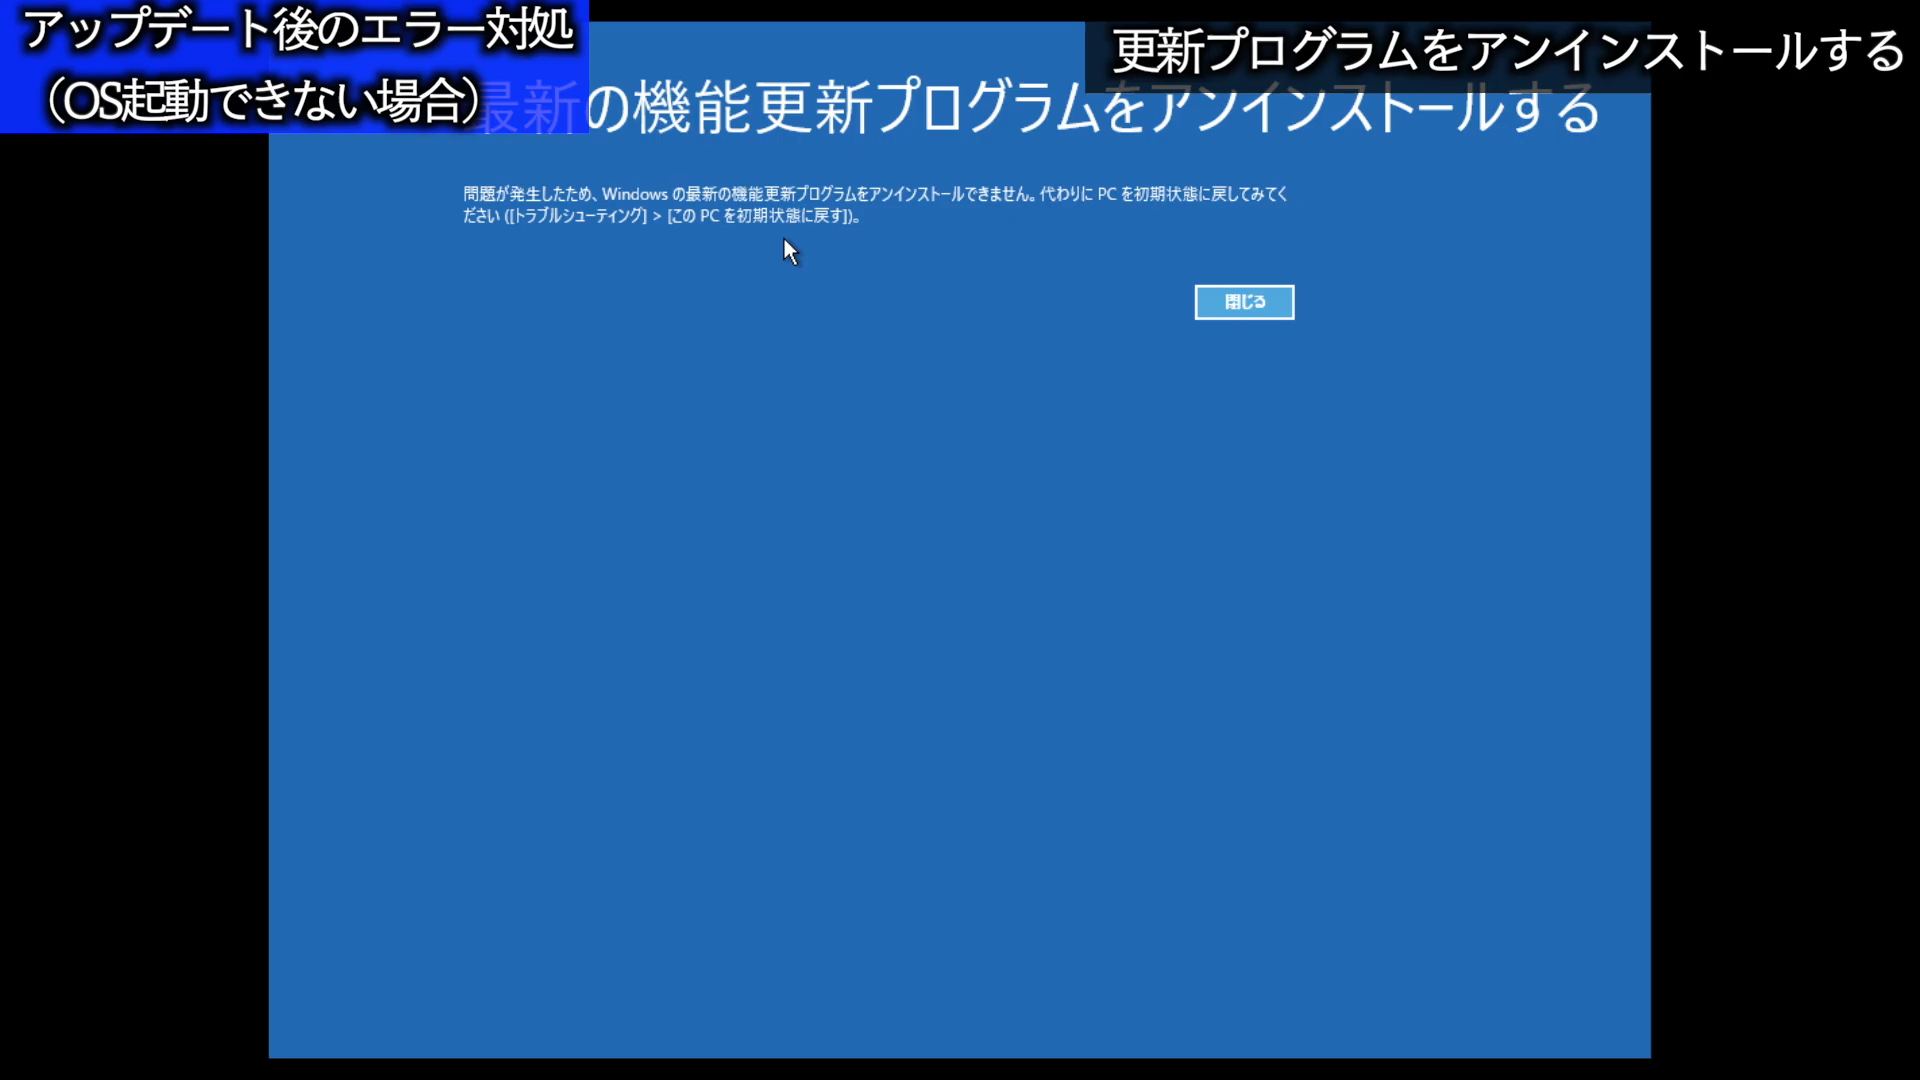 アップデート後のエラー対処
（OS起動できない場合）
更新プログラムをアンインストールする
最新の機能更新プログラムをアンインストールする
問題が発生したため、Windows の最新の機能更新プログラムをアンインストールできません。代わりに PC を初期状態に戻してみてく
ださい ([トラブルシューティング] > [この PC を初期状態に戻す])。
閉じる